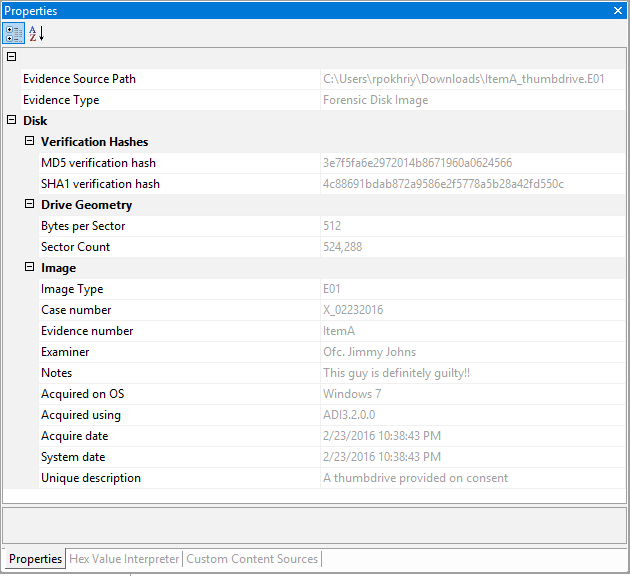 Properties
A Z
Evidence Source Path C:\Users\rpokhriy\Downloads\ItemA_thumbdrive.E01
Evidence Type Forensic Disk Image
Disk
Verification Hashes
MD5 verification hash 3e7f5fa6e2972014b8671960a0624566
SHA1 verification hash 4c88691bdab872a9586e2f5778a5b28a42fd550c
Drive Geometry
Bytes per Sector 512
Sector Count 524,288
Image
Image Type E01
Case number X_02232016
Evidence number ItemA
Examiner Ofc. Jimmy Johns
Notes This guy is definitely guilty!!
Acquired on OS Windows 7
Acquired using ADI3.2.0.0
Acquire date 2/23/2016 10:38:43 PM
System date 2/23/2016 10:38:43 PM
Unique description A thumbdrive provided on consent
Properties Hex Value Interpreter Custom Content Sources